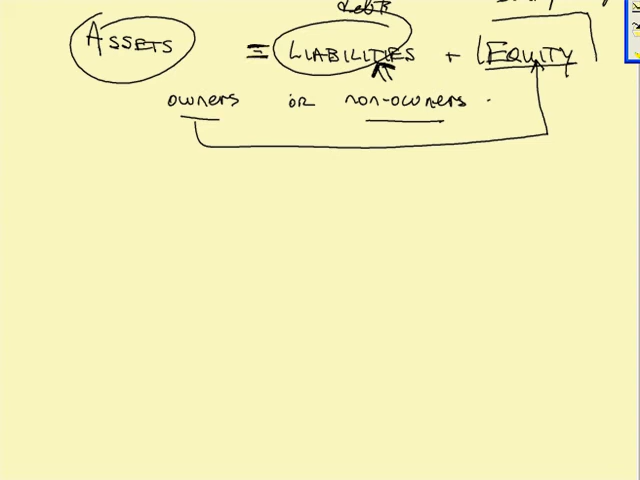 ASSETS ≡ LIABILITIES + EQUITY
owners or non-owners.